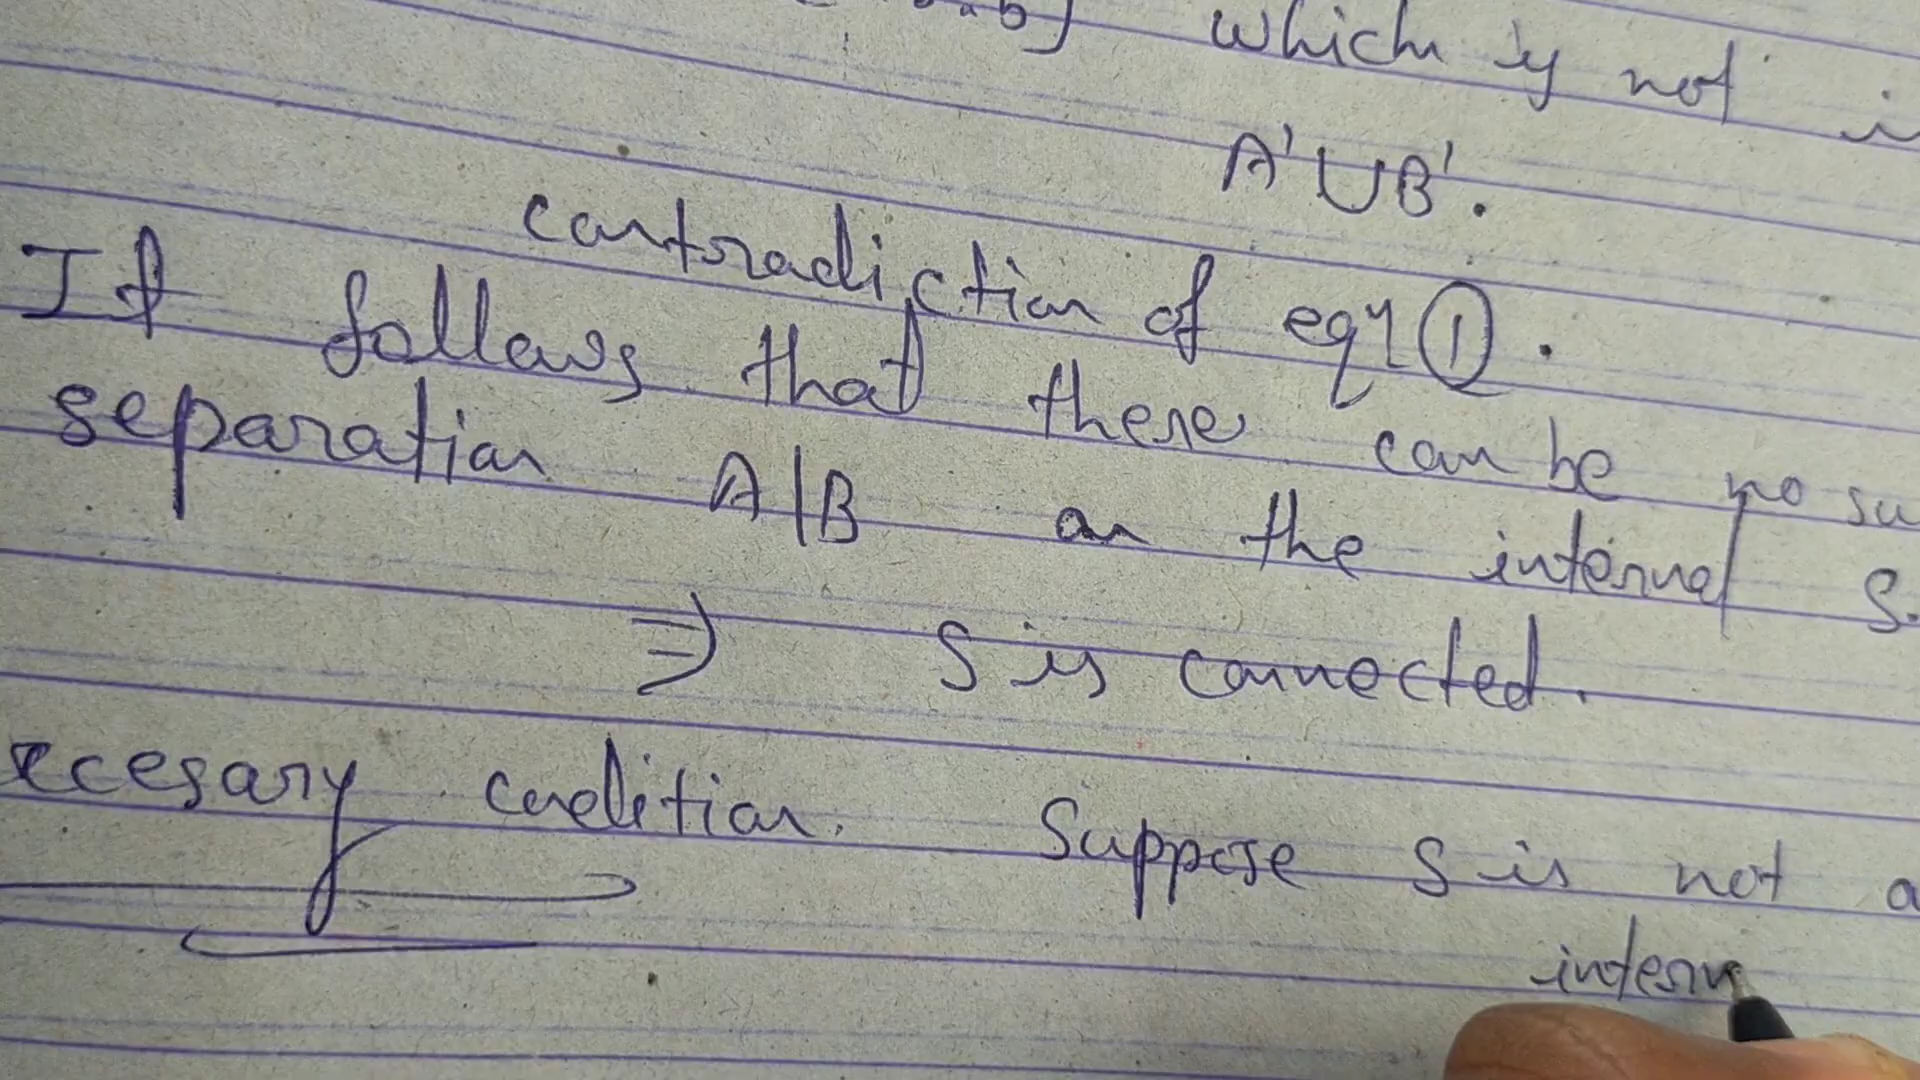 which is not
A'UB'.
contradiction of eqn ①.
It follows that there can be no su
separation A|B on the interval S.
⇒ S is connected.
ecesary condition. Suppose S is not a
interv